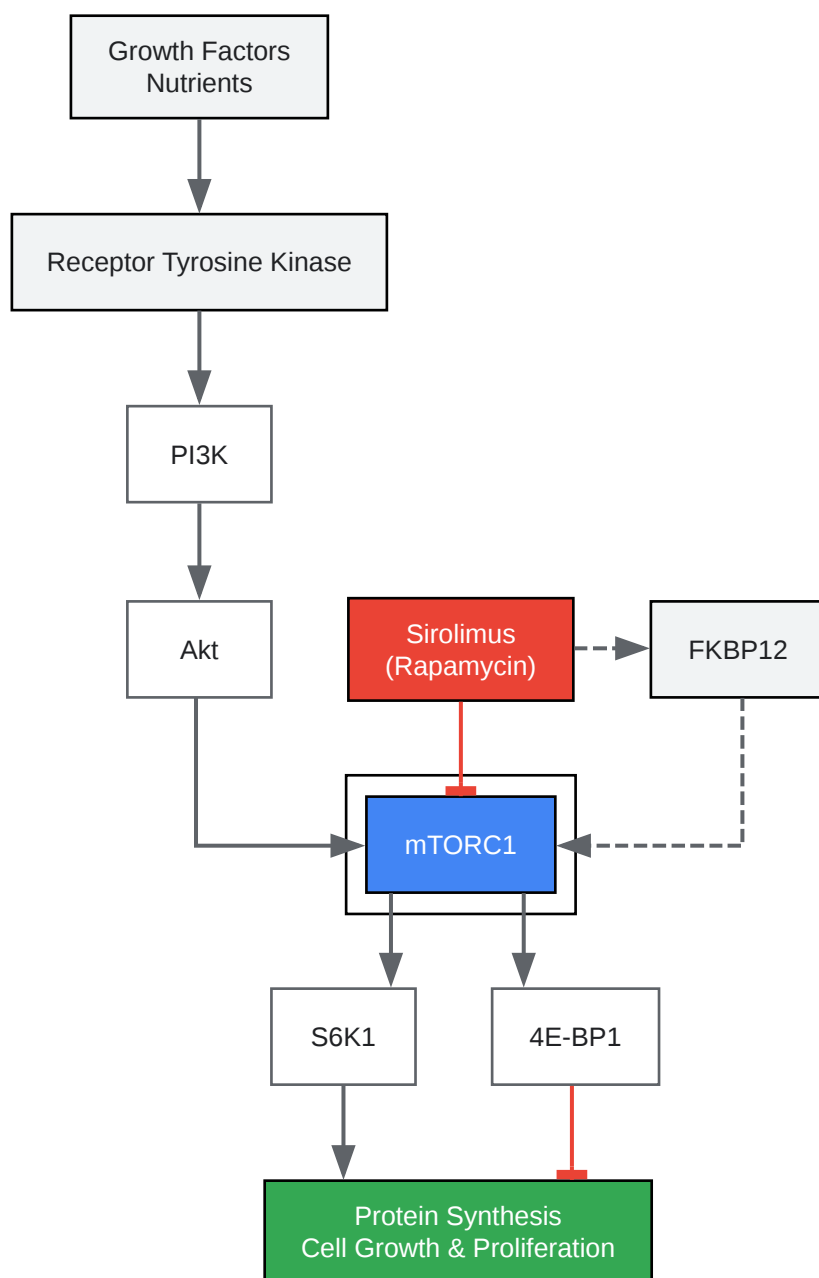 Growth Factors
Nutrients
Receptor Tyrosine Kinase
PI3K
Akt
Sirolimus
(Rapamycin)
FKBP12
mTORC1
S6K1
4E-BP1
Protein Synthesis
Cell Growth & Proliferation